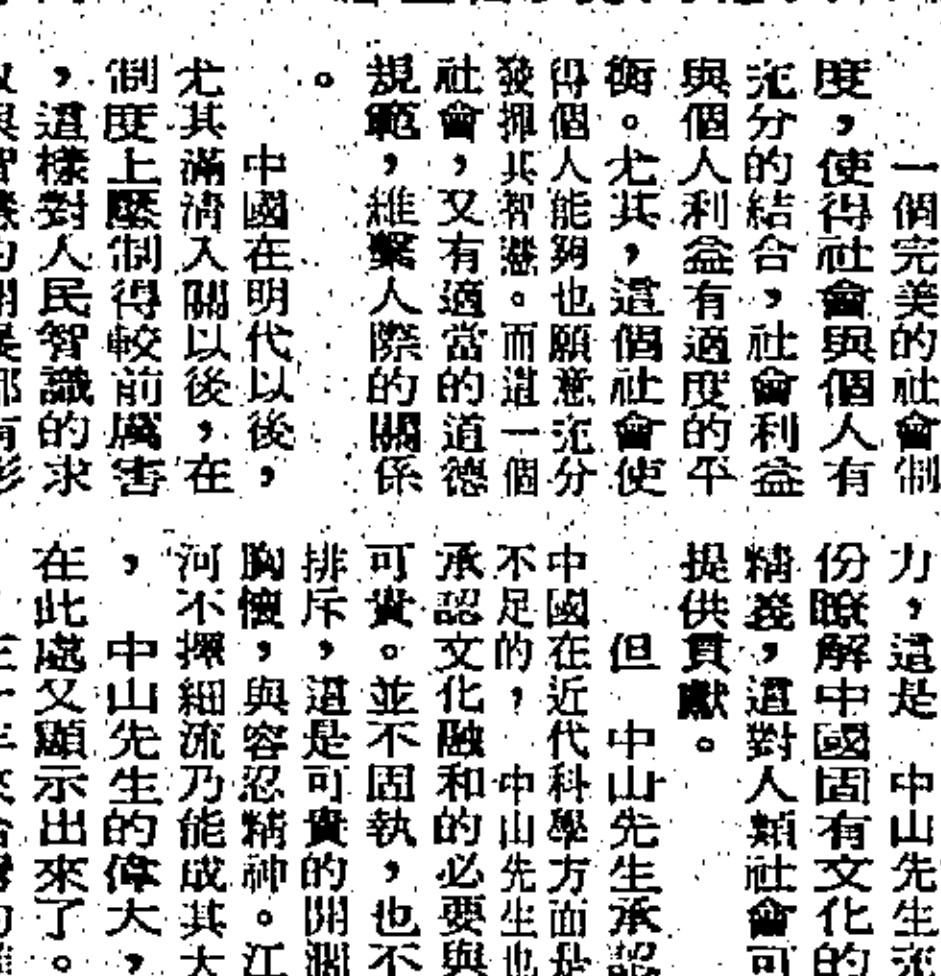 一個完美的社會制
度，使得社會與個人有
充分的結合，社會利益
與個人利益有適度的平
衡。尤其，這個社會使
得個人能夠也願意充分
發揮其智慧。而這一個
社會，又有適當的道德
規範，維繫人際的關係
。
中國在明代以後，
尤其滿清入關以後，在
制度上壓制得較前厲害
，這樣對人民智識的求
力，這是　中山先生
份瞭解中國固有文化的
精義，這對人類社會可
提供貢獻。
但　中山先生承認
中國在近代科學方面是
不足的，　中山先生也
承認文化融和的必要與
可貴。並不固執，也不
排斥，這是可貴的開濶
胸懷，與容忍精神。江
河不擇細流乃能成其大
，中山先生的偉大，
在此處又顯示出來了。